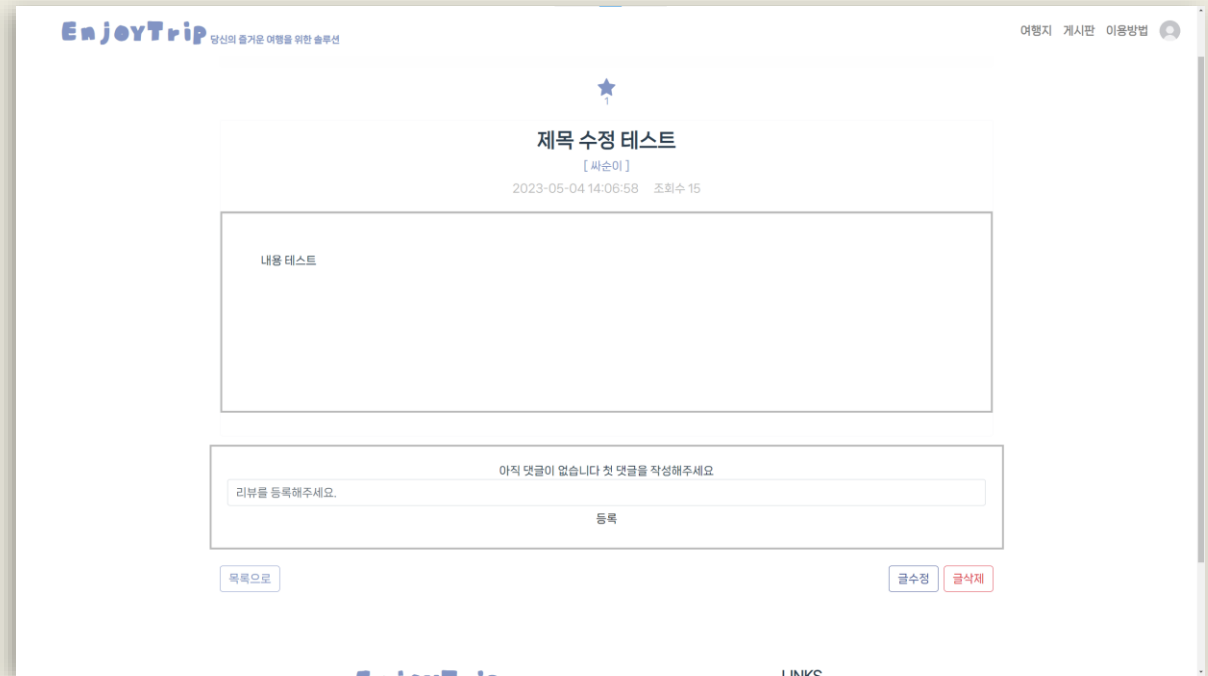 EnjoyTrip 당신의 즐거운 여행을 위한 솔루션
여행지 게시판 이용방법
1
제목 수정 테스트
[ 싸순이 ]
2023-05-04 14:06:58 조회수 15
내용 테스트
아직 댓글이 없습니다 첫 댓글을 작성해주세요
리뷰를 등록해주세요.
등록
목록으로
글수정 글삭제
EnjoyTrip
LINKS